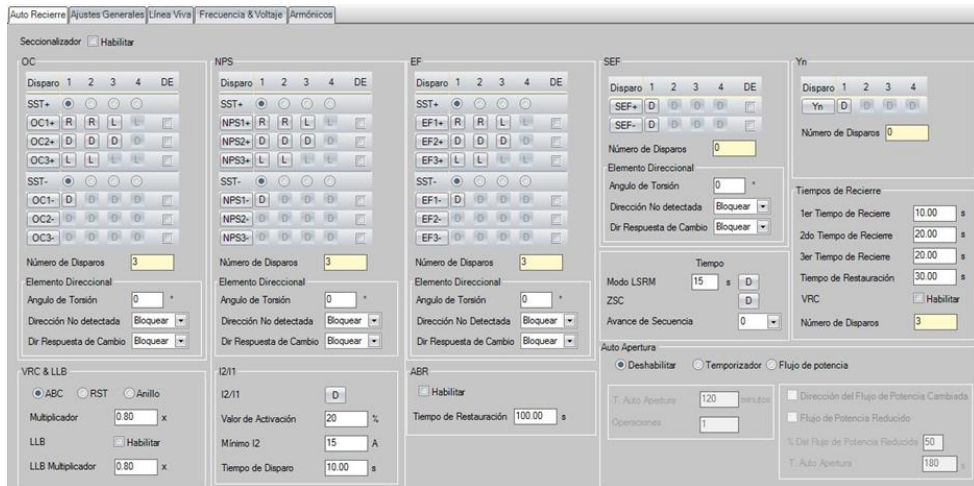 Auto Recierre Ajustes Generales Línea Viva Frecuencia & Voltaje Armónicos
Seccionalizador Habilitar
OC
Disparo 1 2 3 4 DE
SST+
OC1+ R R L L
OC2+ D D D D
OC3+ L L L L
SST-
OC1- D D D D
OC2- D D D D
OC3- D D D D
Número de Disparos 3
Elemento Direccional
Angulo de Torsión 0 °
Dirección No detectada Bloquear
Dir Respuesta de Cambio Bloquear
NPS
Disparo 1 2 3 4 DE
SST+
NPS1+ R R L L
NPS2+ D D D D
NPS3+ L L L L
SST-
NPS1- D D D D
NPS2- D D D D
NPS3- D D D D
Número de Disparos 3
Elemento Direccional
Angulo de Torsión 0 °
Dirección No detectada Bloquear
Dir Respuesta de Cambio Bloquear
EF
Disparo 1 2 3 4 DE
SST+
EF1+ R R L L
EF2+ D D D D
EF3+ L L L L
SST-
EF1- D D D D
EF2- D D D D
EF3- D D D D
Número de Disparos 3
Elemento Direccional
Angulo de Torsión 0 °
Dirección No Detectada Bloquear
Dir Respuesta de Cambio Bloquear
SEF
Disparo 1 2 3 4 DE
SEF+ D D D D
SEF- D D D D
Número de Disparos 0
Elemento Direccional
Angulo de Torsión 0 °
Dirección No detectada Bloquear
Dir Respuesta de Cambio Bloquear
Tiempo
Modo LSRM 15 s D
ZSC D
Avance de Secuencia 0
Yn
Disparo 1 2 3 4
Yn D D D D
Número de Disparos 0
Tiempos de Recierre
1er Tiempo de Recierre 10.00 s
2do Tiempo de Recierre 20.00 s
3er Tiempo de Recierre 20.00 s
Tiempo de Restauración 30.00 s
VRC Habilitar
Número de Disparos 3
VRC & LLB
ABC RST Anillo
Multiplicador 0.80 x
LLB Habilitar
LLB Multiplicador 0.80 x
I2/I1
I2/I1 D
Valor de Activación 20 %
Mínimo I2 15 A
Tiempo de Disparo 10.00 s
ABR
Habilitar
Tiempo de Restauración 100.00 s
Auto Apertura
Deshabilitar Temporizador Flujo de potencia
T. Auto Apertura 120 minutos
Operaciones 1
Dirección del Flujo de Potencia Cambiada
Flujo de Potencia Reducido
% Del Flujo de Potencia Reducida 50
T. Auto Apertura 180 s